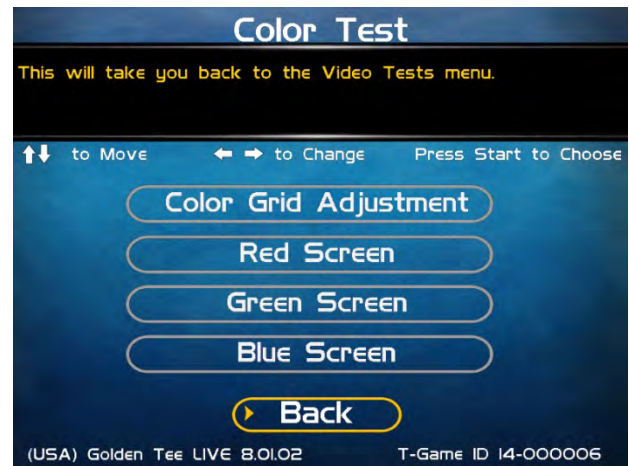 Color Test
This will take you back to the Video Tests menu.
to Move to Change Press Start to Choose
Color Grid Adjustment
Red Screen
Green Screen
Blue Screen
Back
(USA) Golden Tee LIVE 8.01.02 T-Game ID 14-000006